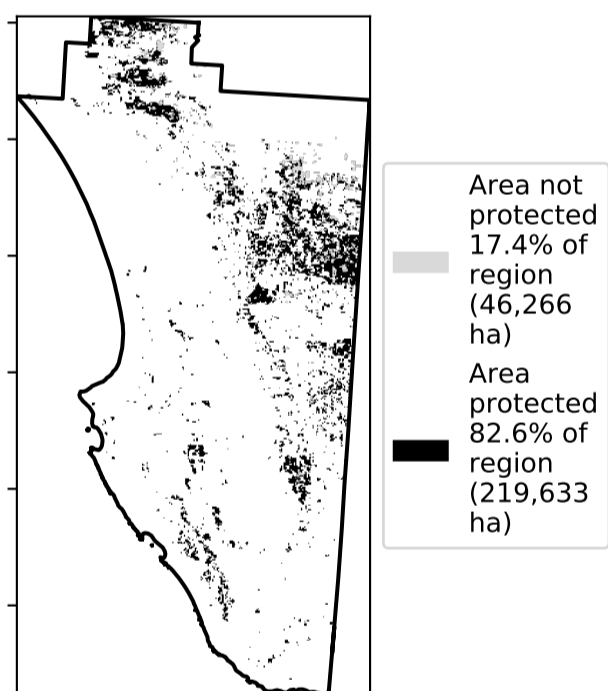 Area not
protected
17.4% of
region
(46,266
ha)
Area
protected
82.6% of
region
(219,633
ha)